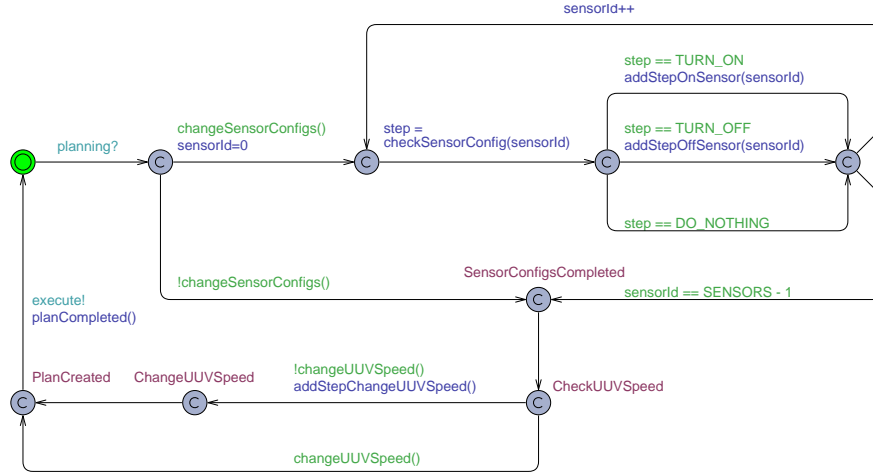 sensorId++
step == TURN_ON
addStepOnSensor(sensorId)
planning?
changeSensorConfigs()
sensorId=0
step =
checkSensorConfig(sensorId)
step == TURN_OFF
addStepOffSensor(sensorId)
C
C
C
C
step == DO_NOTHING
!changeSensorConfigs()
SensorConfigsCompleted
C
sensorId == SENSORS - 1
execute!
planCompleted()
PlanCreated
ChangeUUVSpeed
!changeUUVSpeed()
addStepChangeUUVSpeed()
CheckUUVSpeed
C
C
C
changeUUVSpeed()